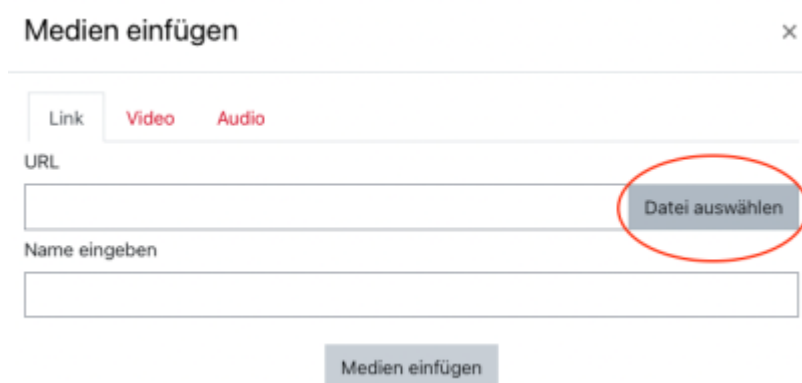 Medien einfügen
×
Link Video Audio
URL
Datei auswählen
Name eingeben
Medien einfügen